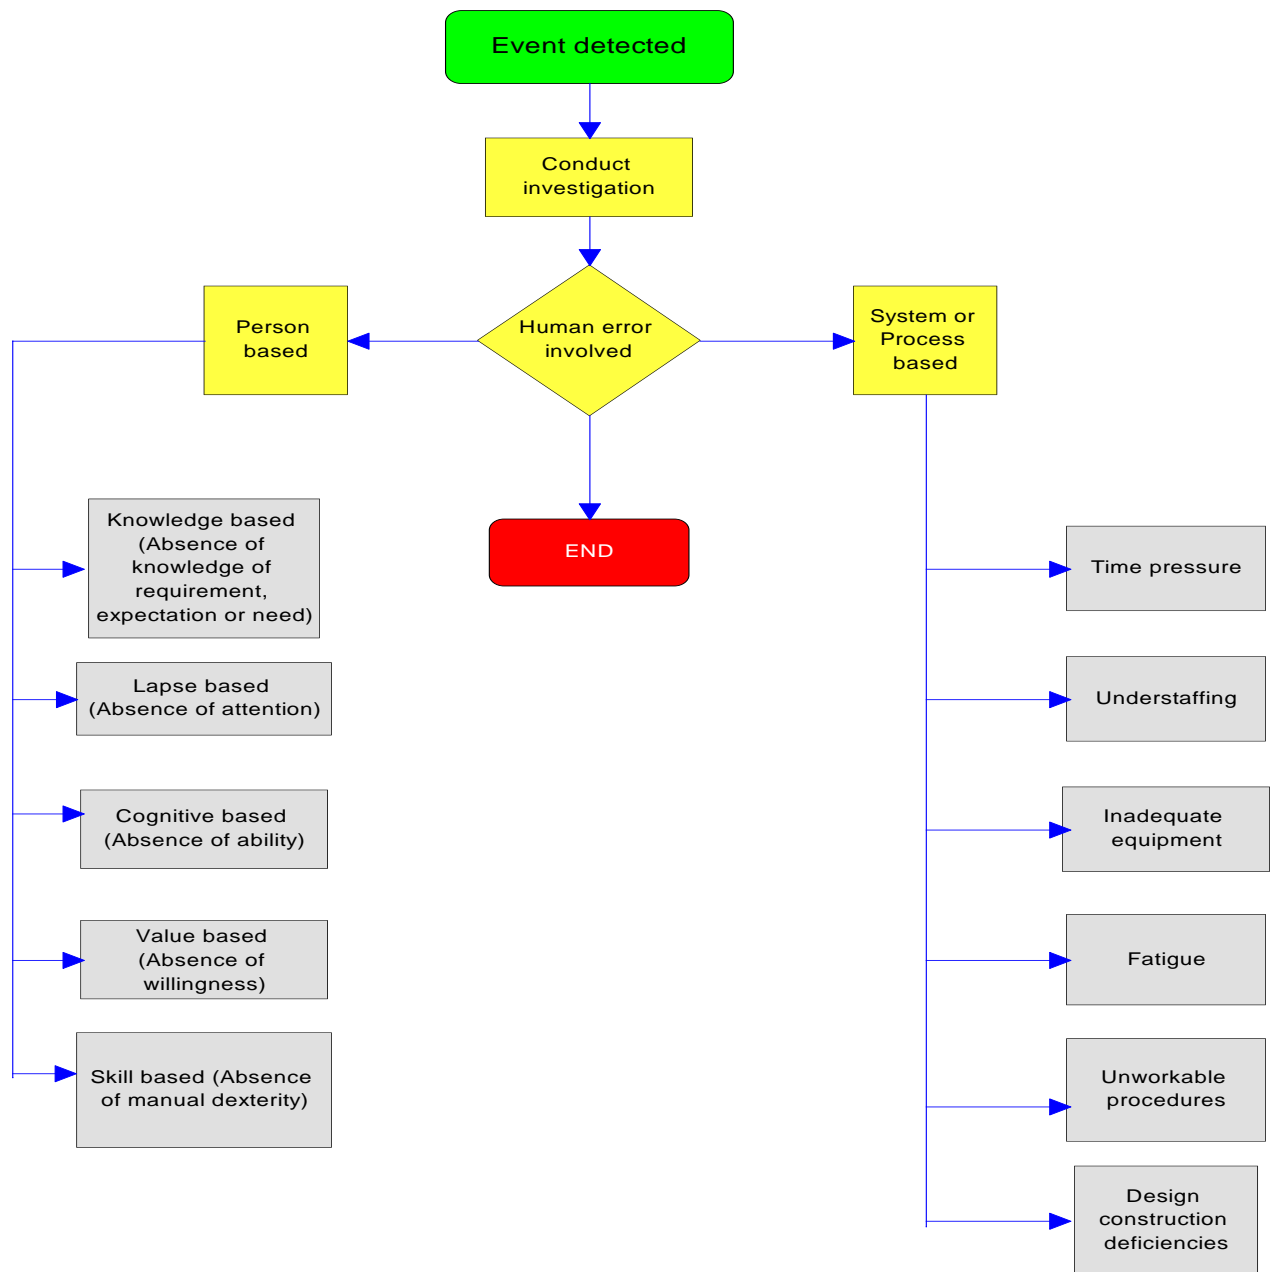 Event detected
Conduct
investigation
Human error
involved
Person
based
System or
Process
based
END
Knowledge based
(Absence of
knowledge of
requirement,
expectation or need)
Lapse based
(Absence of attention)
Cognitive based
(Absence of ability)
Value based
(Absence of
willingness)
Skill based (Absence
of manual dexterity)
Time pressure
Understaffing
Inadequate
equipment
Fatigue
Unworkable
procedures
Design
construction
deficiencies